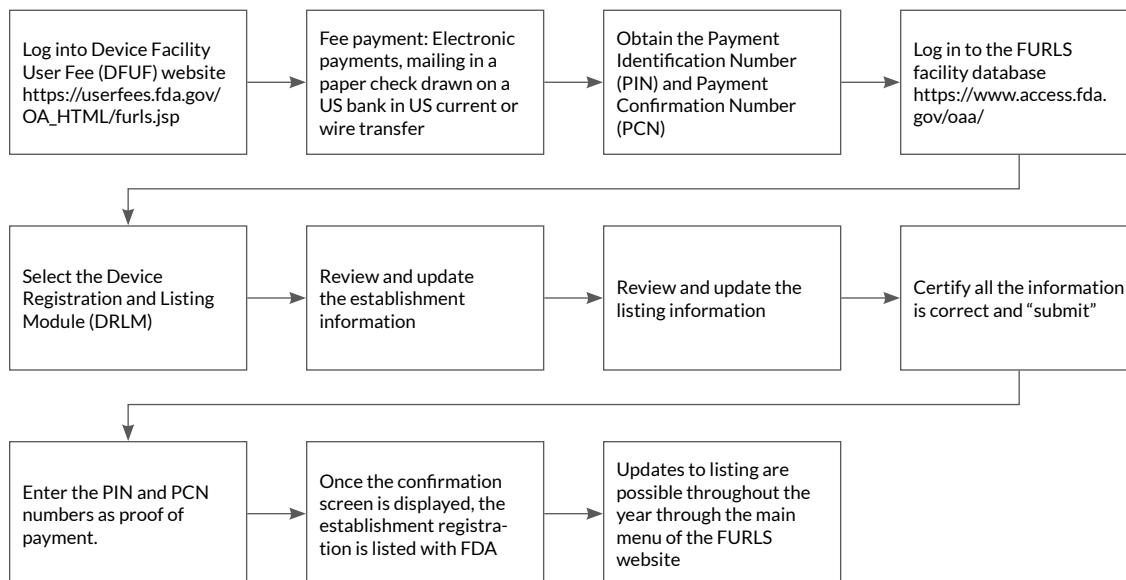 Log into Device Facility
User Fee (DFUF) website
https://userfees.fda.gov/
OA_HTML/furls.jsp
Fee payment: Electronic
payments, mailing in a
paper check drawn on a
US bank in US current or
wire transfer
Obtain the Payment
Identification Number
(PIN) and Payment
Confirmation Number
(PCN)
Log in to the FURLS
facility database
https://www.access.fda.
gov/oaa/
Select the Device
Registration and Listing
Module (DRLM)
Review and update
the establishment
information
Review and update the
listing information
Certify all the information
is correct and “submit”
Enter the PIN and PCN
numbers as proof of
payment.
Once the confirmation
screen is displayed, the
establishment registra-
tion is listed with FDA
Updates to listing are
possible throughout the
year through the main
menu of the FURLS
website